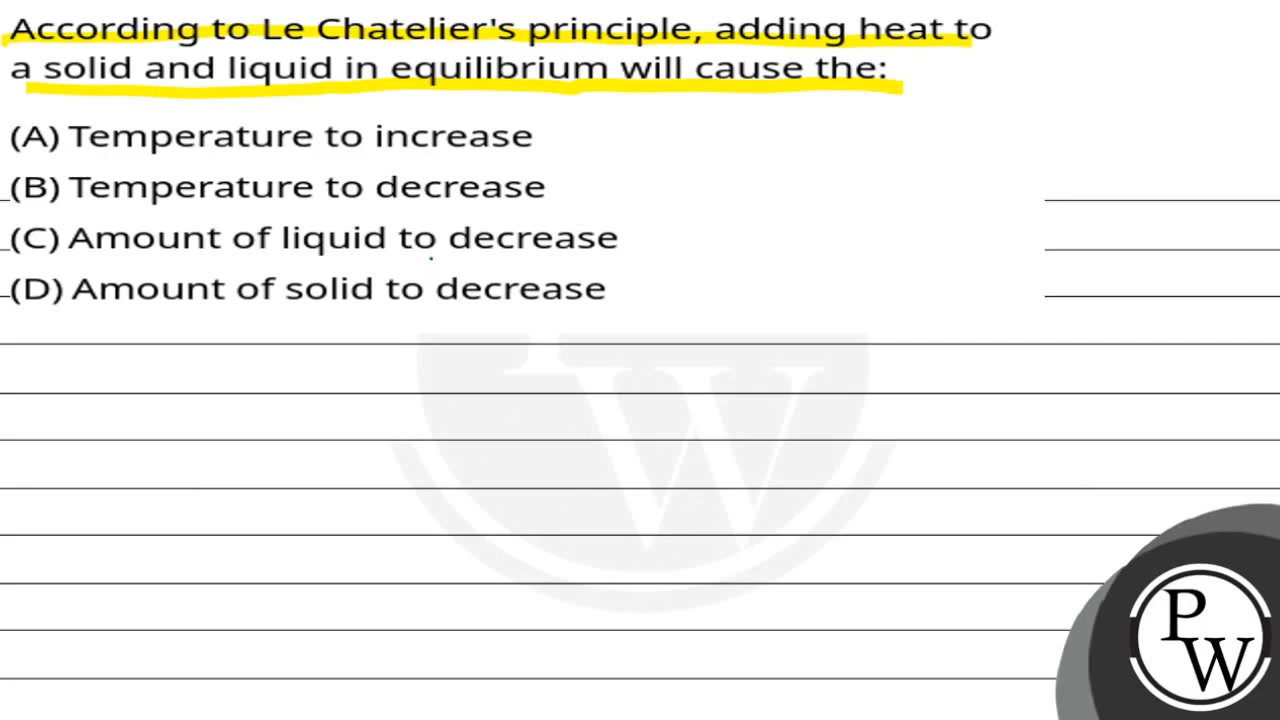 According to Le Chatelier's principle, adding heat to
a solid and liquid in equilibrium will cause the:
(A) Temperature to increase
(B) Temperature to decrease
(C) Amount of liquid to decrease
(D) Amount of solid to decrease
W
P
W